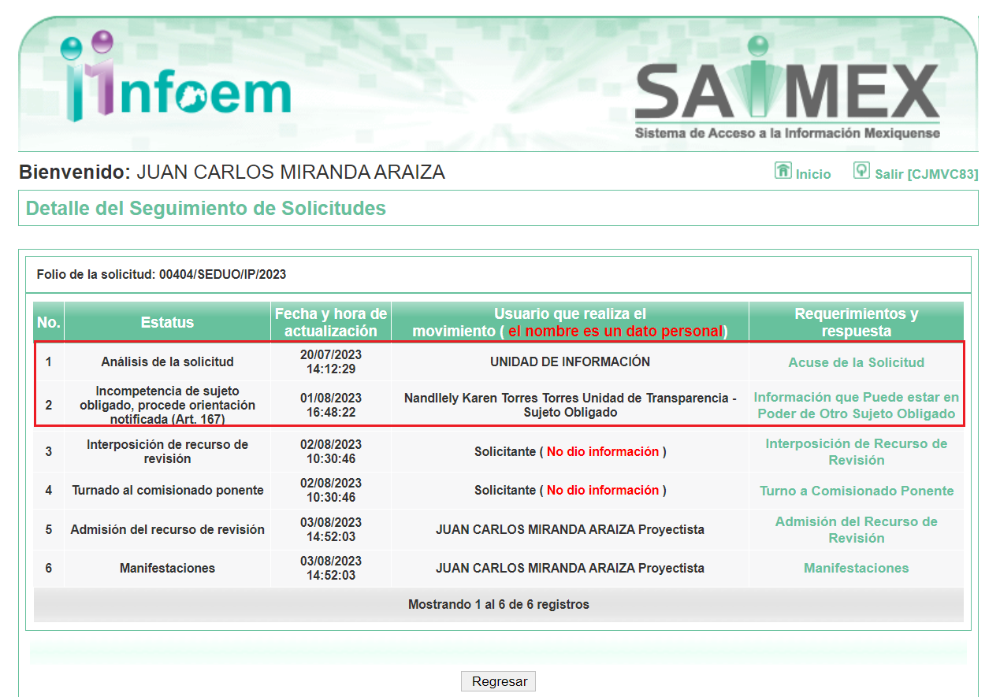 infoem
SAIMEX
Sistema de Acceso a la Información Mexiquense
Bienvenido: JUAN CARLOS MIRANDA ARAIZA
Inicio
Salir [CJMVC83]
Detalle del Seguimiento de Solicitudes
Folio de la solicitud: 00404/SEDUO/IP/2023
No.
Estatus
Fecha y hora de
actualización
Usuario que realiza el
movimiento ( el nombre es un dato personal)
Requerimientos y
respuesta
1
Análisis de la solicitud
20/07/2023
14:12:29
UNIDAD DE INFORMACIÓN
Acuse de la Solicitud
2
Incompetencia de sujeto
obligado, procede orientación
notificada (Art. 167)
01/08/2023
16:48:22
Nandllely Karen Torres Torres Unidad de Transparencia -
Sujeto Obligado
Información que Puede estar en
Poder de Otro Sujeto Obligado
3
Interposición de recurso de
revisión
02/08/2023
10:30:46
Solicitante ( No dio información )
Interposición de Recurso de
Revisión
4
Turnado al comisionado ponente
02/08/2023
10:30:46
Solicitante ( No dio información )
Turno a Comisionado Ponente
5
Admisión del recurso de revisión
03/08/2023
14:52:03
JUAN CARLOS MIRANDA ARAIZA Proyectista
Admisión del Recurso de
Revisión
6
Manifestaciones
03/08/2023
14:52:03
JUAN CARLOS MIRANDA ARAIZA Proyectista
Manifestaciones
Mostrando 1 al 6 de 6 registros
Regresar